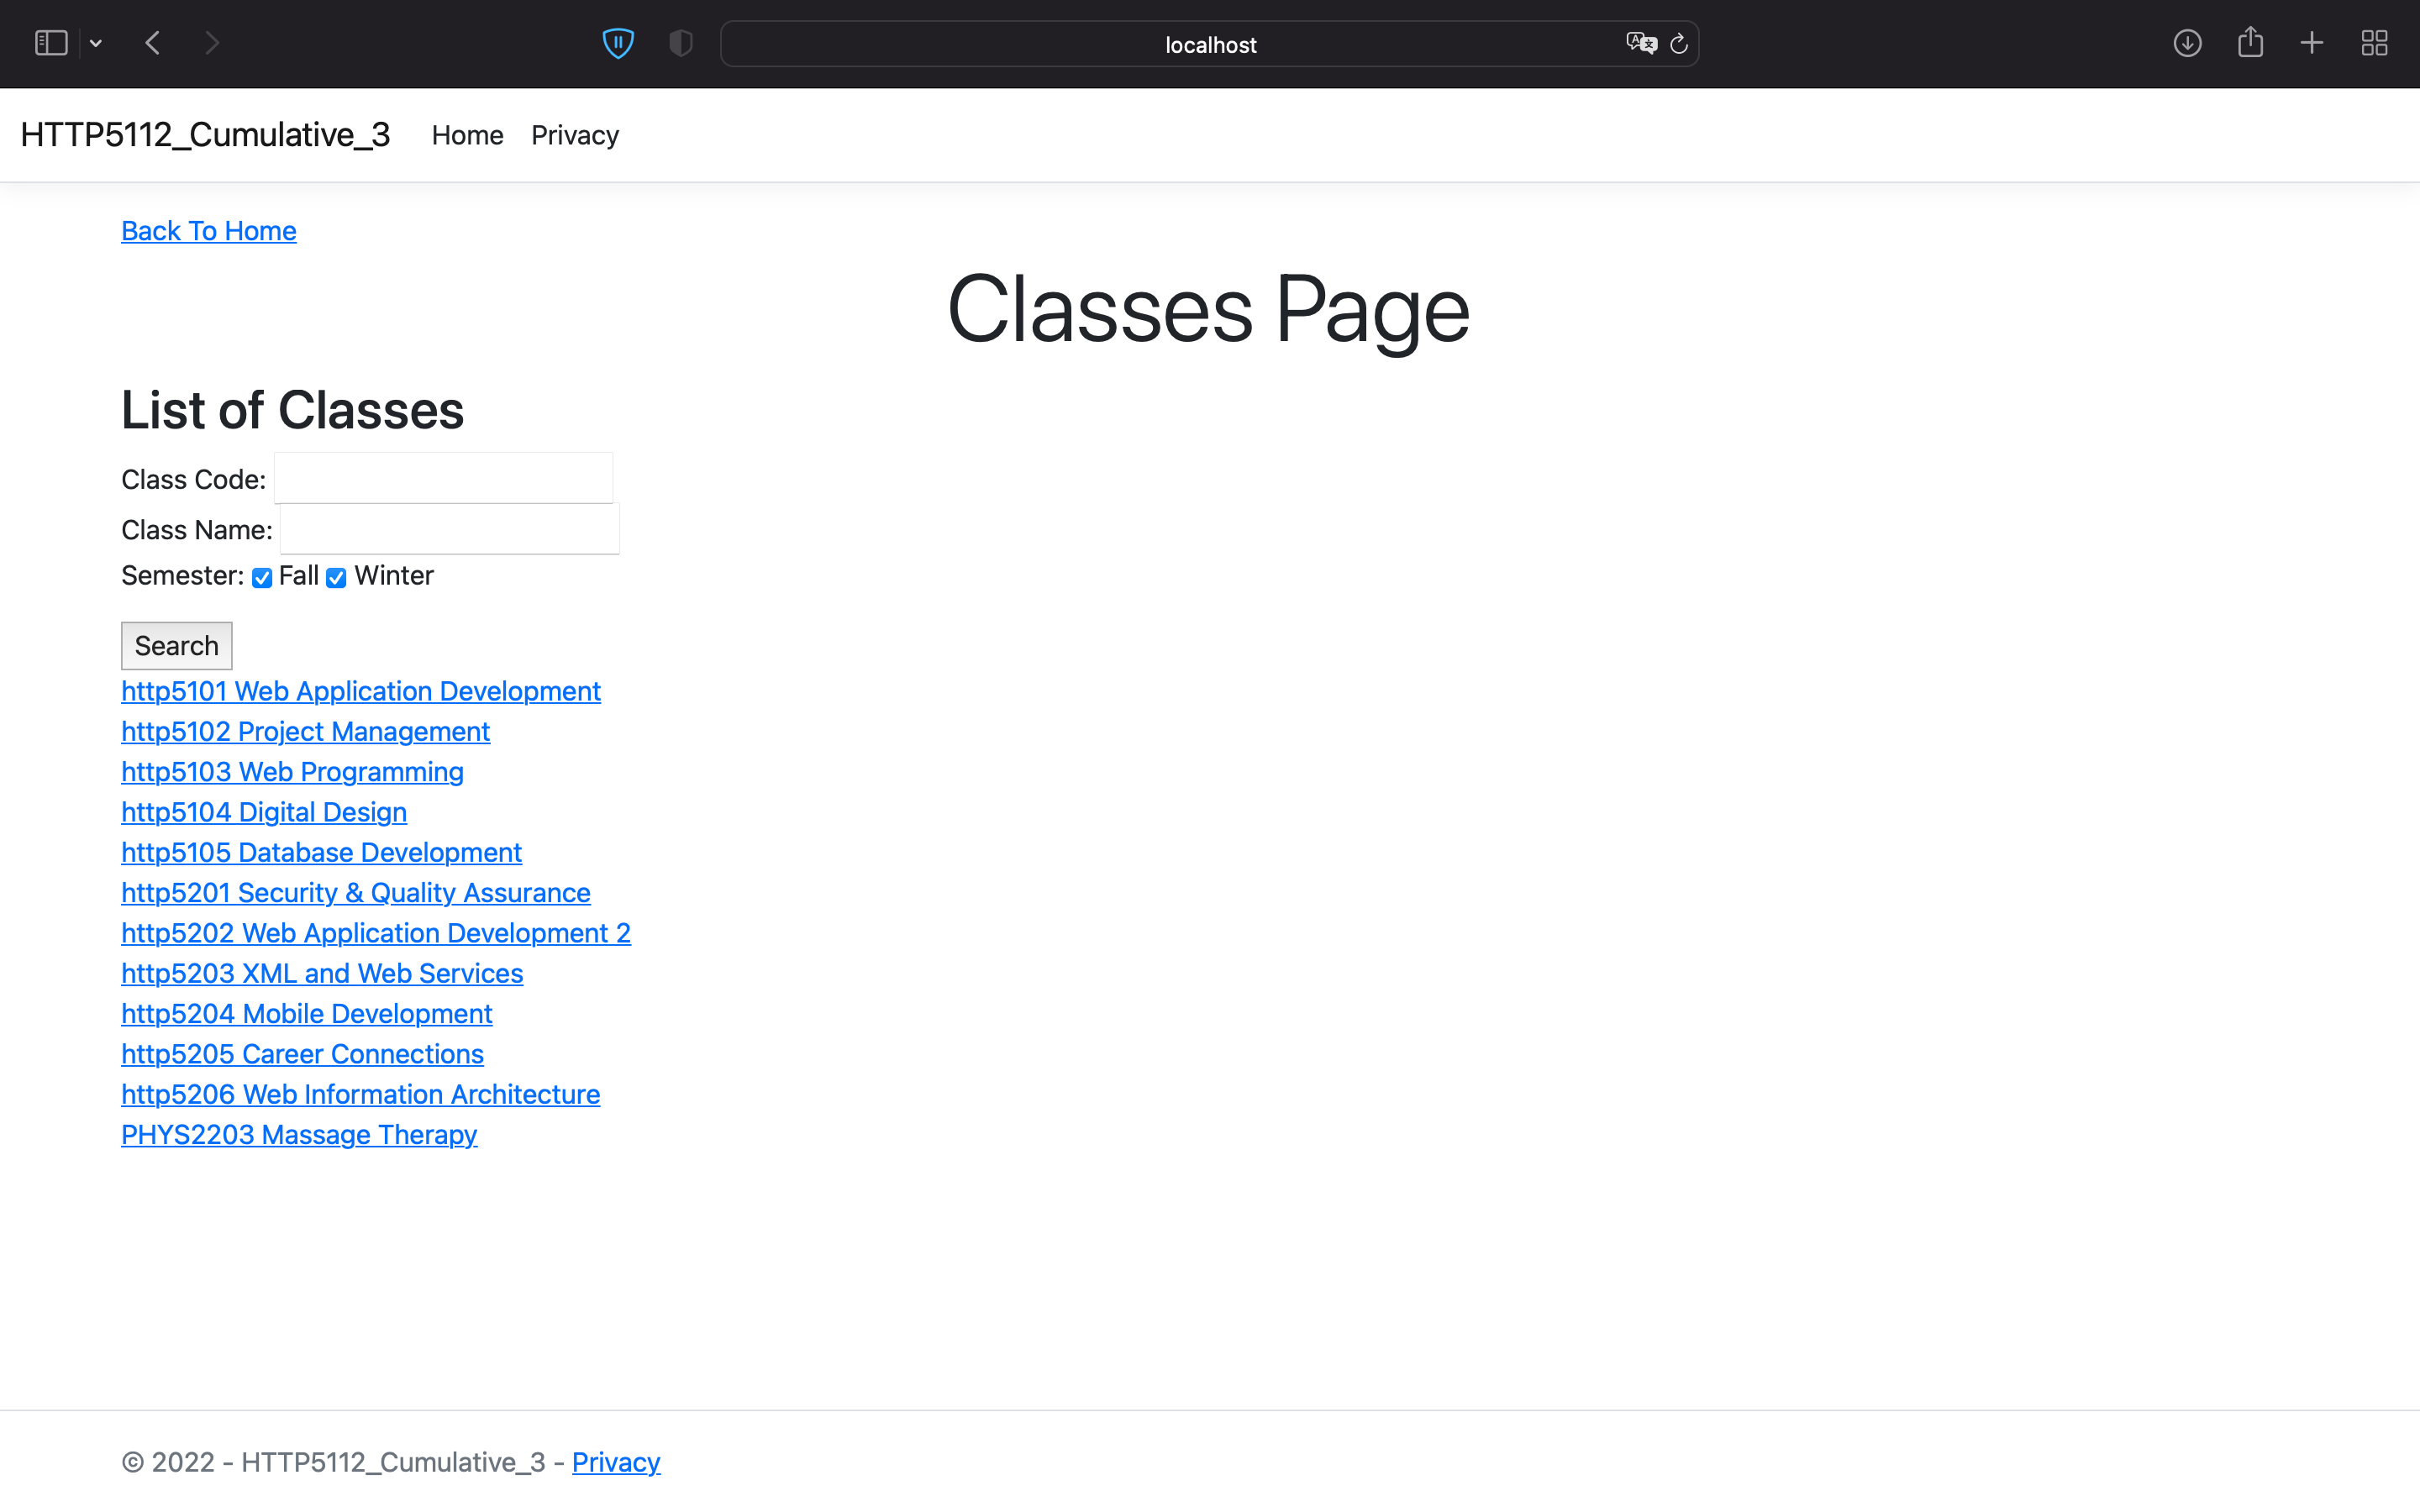 localhost
HTTP5112_Cumulative_3 Home Privacy
Back To Home
Classes Page
List of Classes
Class Code:
Class Name:
Semester: Fall Winter
Search
http5101 Web Application Development
http5102 Project Management
http5103 Web Programming
http5104 Digital Design
http5105 Database Development
http5201 Security & Quality Assurance
http5202 Web Application Development 2
http5203 XML and Web Services
http5204 Mobile Development
http5205 Career Connections
http5206 Web Information Architecture
PHYS2203 Massage Therapy
© 2022 - HTTP5112_Cumulative_3 - Privacy